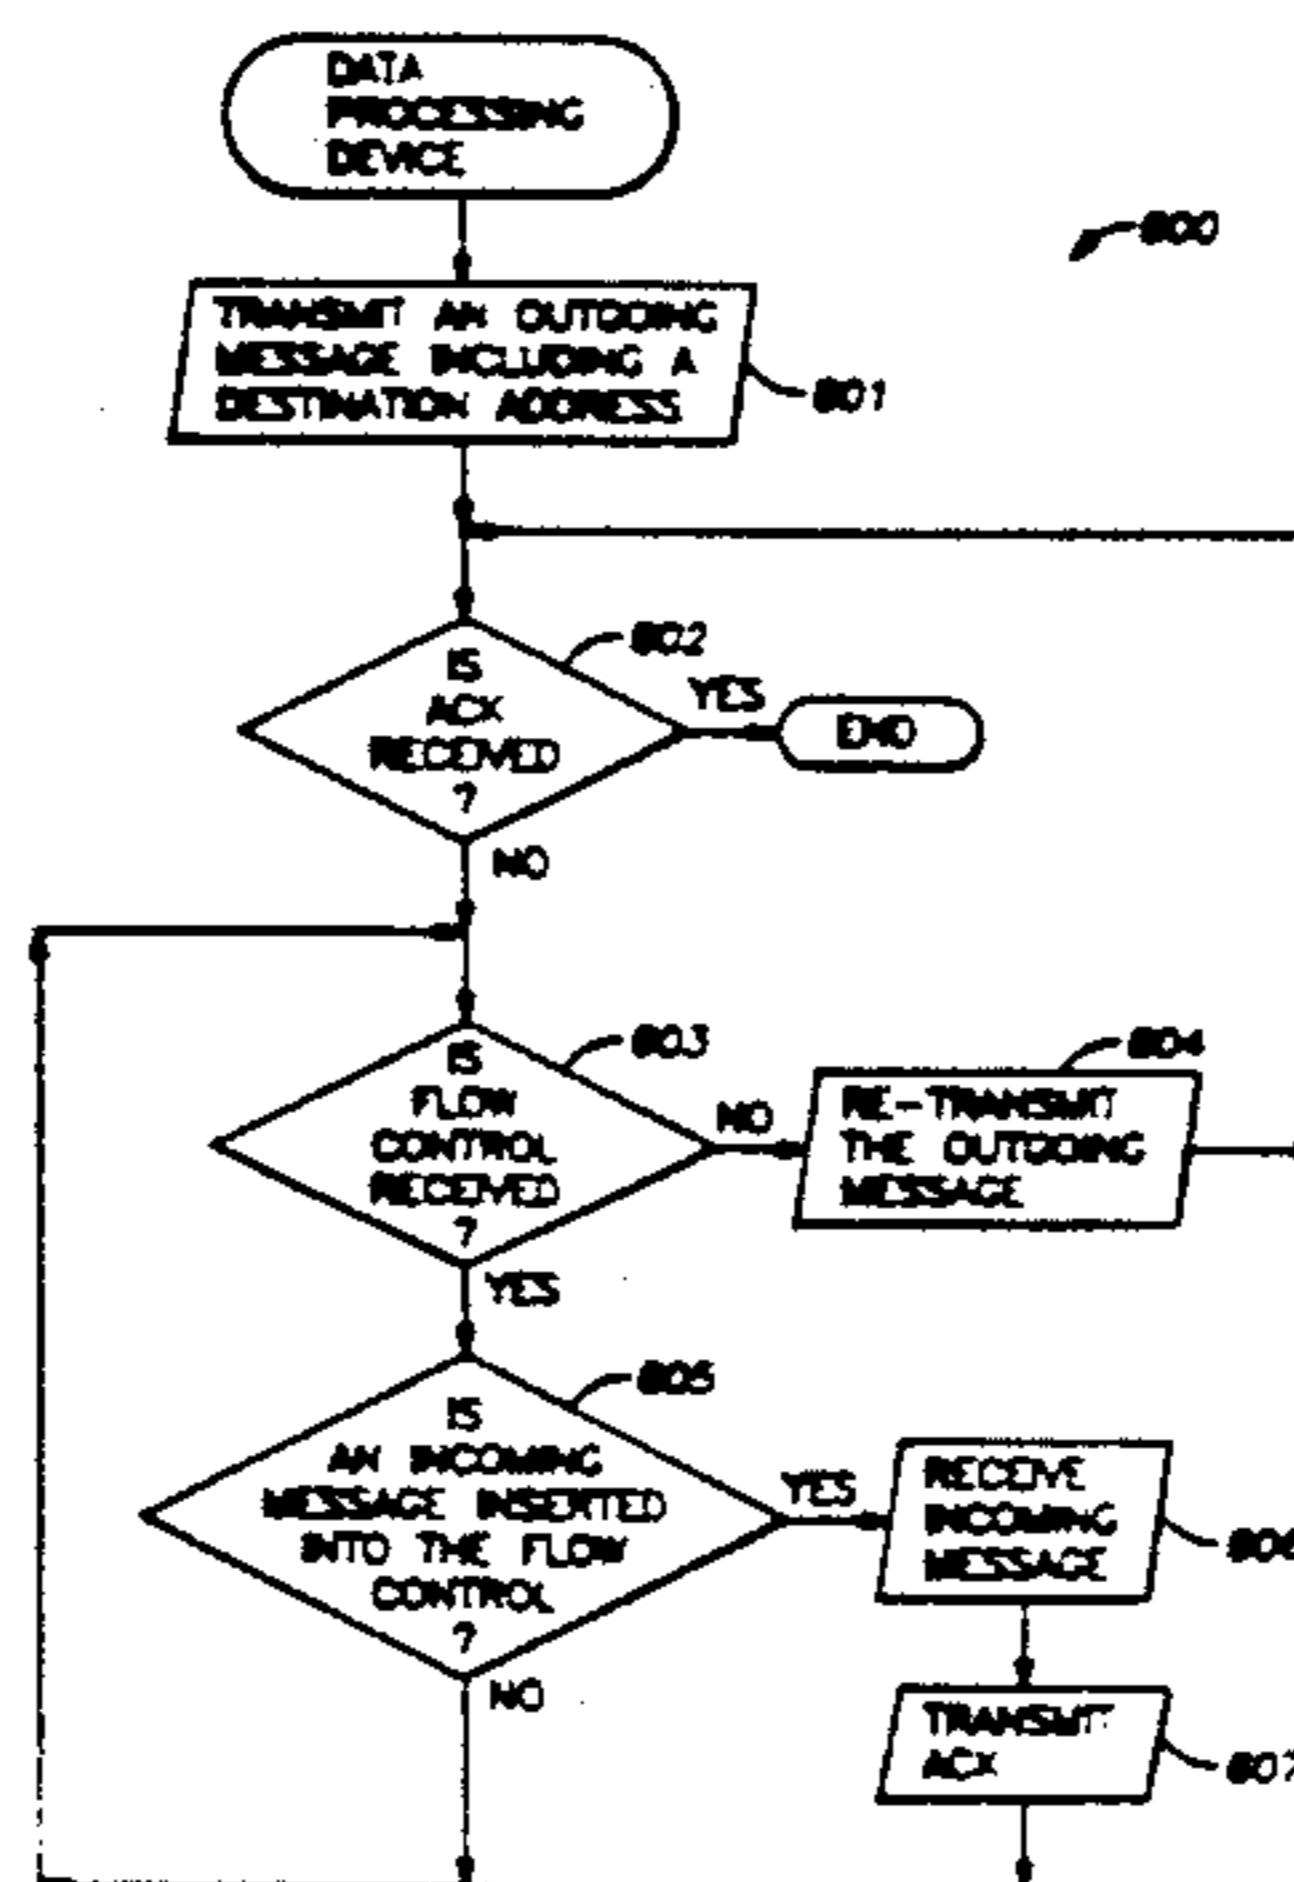 DATA
PROCESSING
DEVICE
800
TRANSMIT AN OUTGOING
MESSAGE INCLUDING A
DESTINATION ADDRESS
801
802
IS
ACK
RECEIVED
?
YES
END
NO
803
IS
FLOW
CONTROL
RECEIVED
?
NO
804
RE-TRANSMIT
THE OUTGOING
MESSAGE
YES
805
IS
AN INCOMING
MESSAGE INSERTED
INTO THE FLOW
CONTROL
?
YES
RECEIVE
INCOMING
MESSAGE
806
NO
TRANSMIT
ACK
807